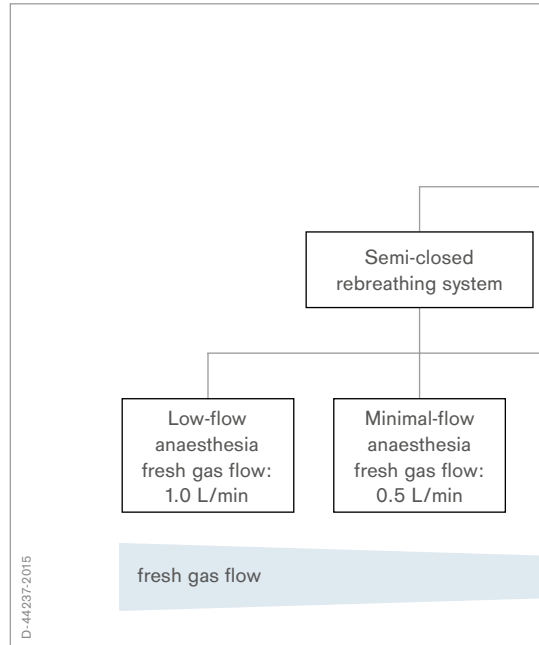 Semi-closed
rebreathing system
Low-flow
anaesthesia
fresh gas flow:
1.0 L/min
Minimal-flow
anaesthesia
fresh gas flow:
0.5 L/min
fresh gas flow
D-44237-2015